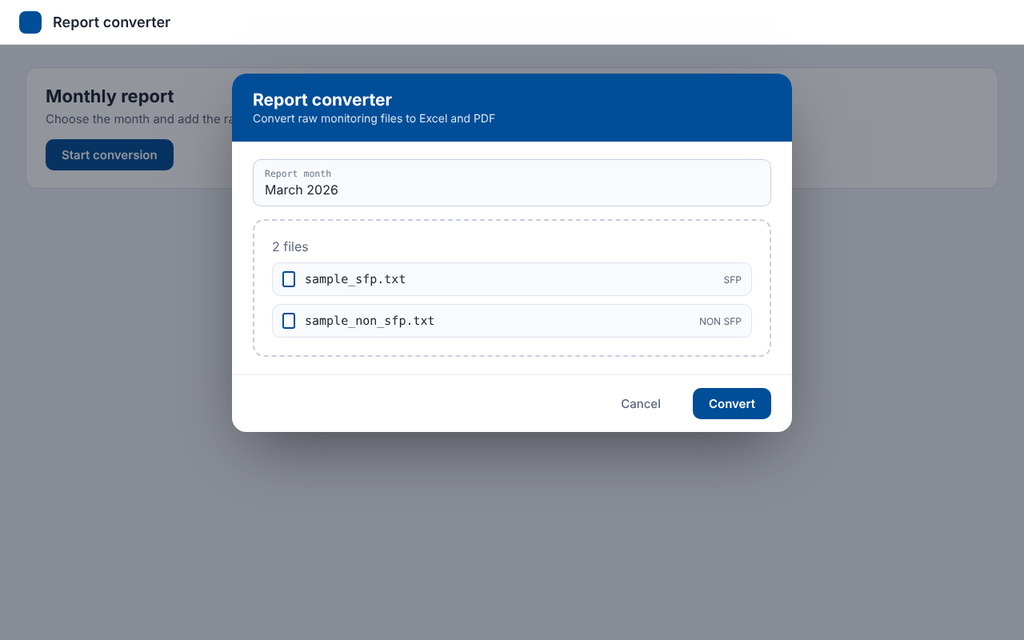 Report converter
Monthly report
Choose the month and add the ra
Start conversion
Report converter
Convert raw monitoring files to Excel and PDF
Report month
March 2026
2 files
sample_sfp.txt SFP
sample_non_sfp.txt NON SFP
Cancel Convert